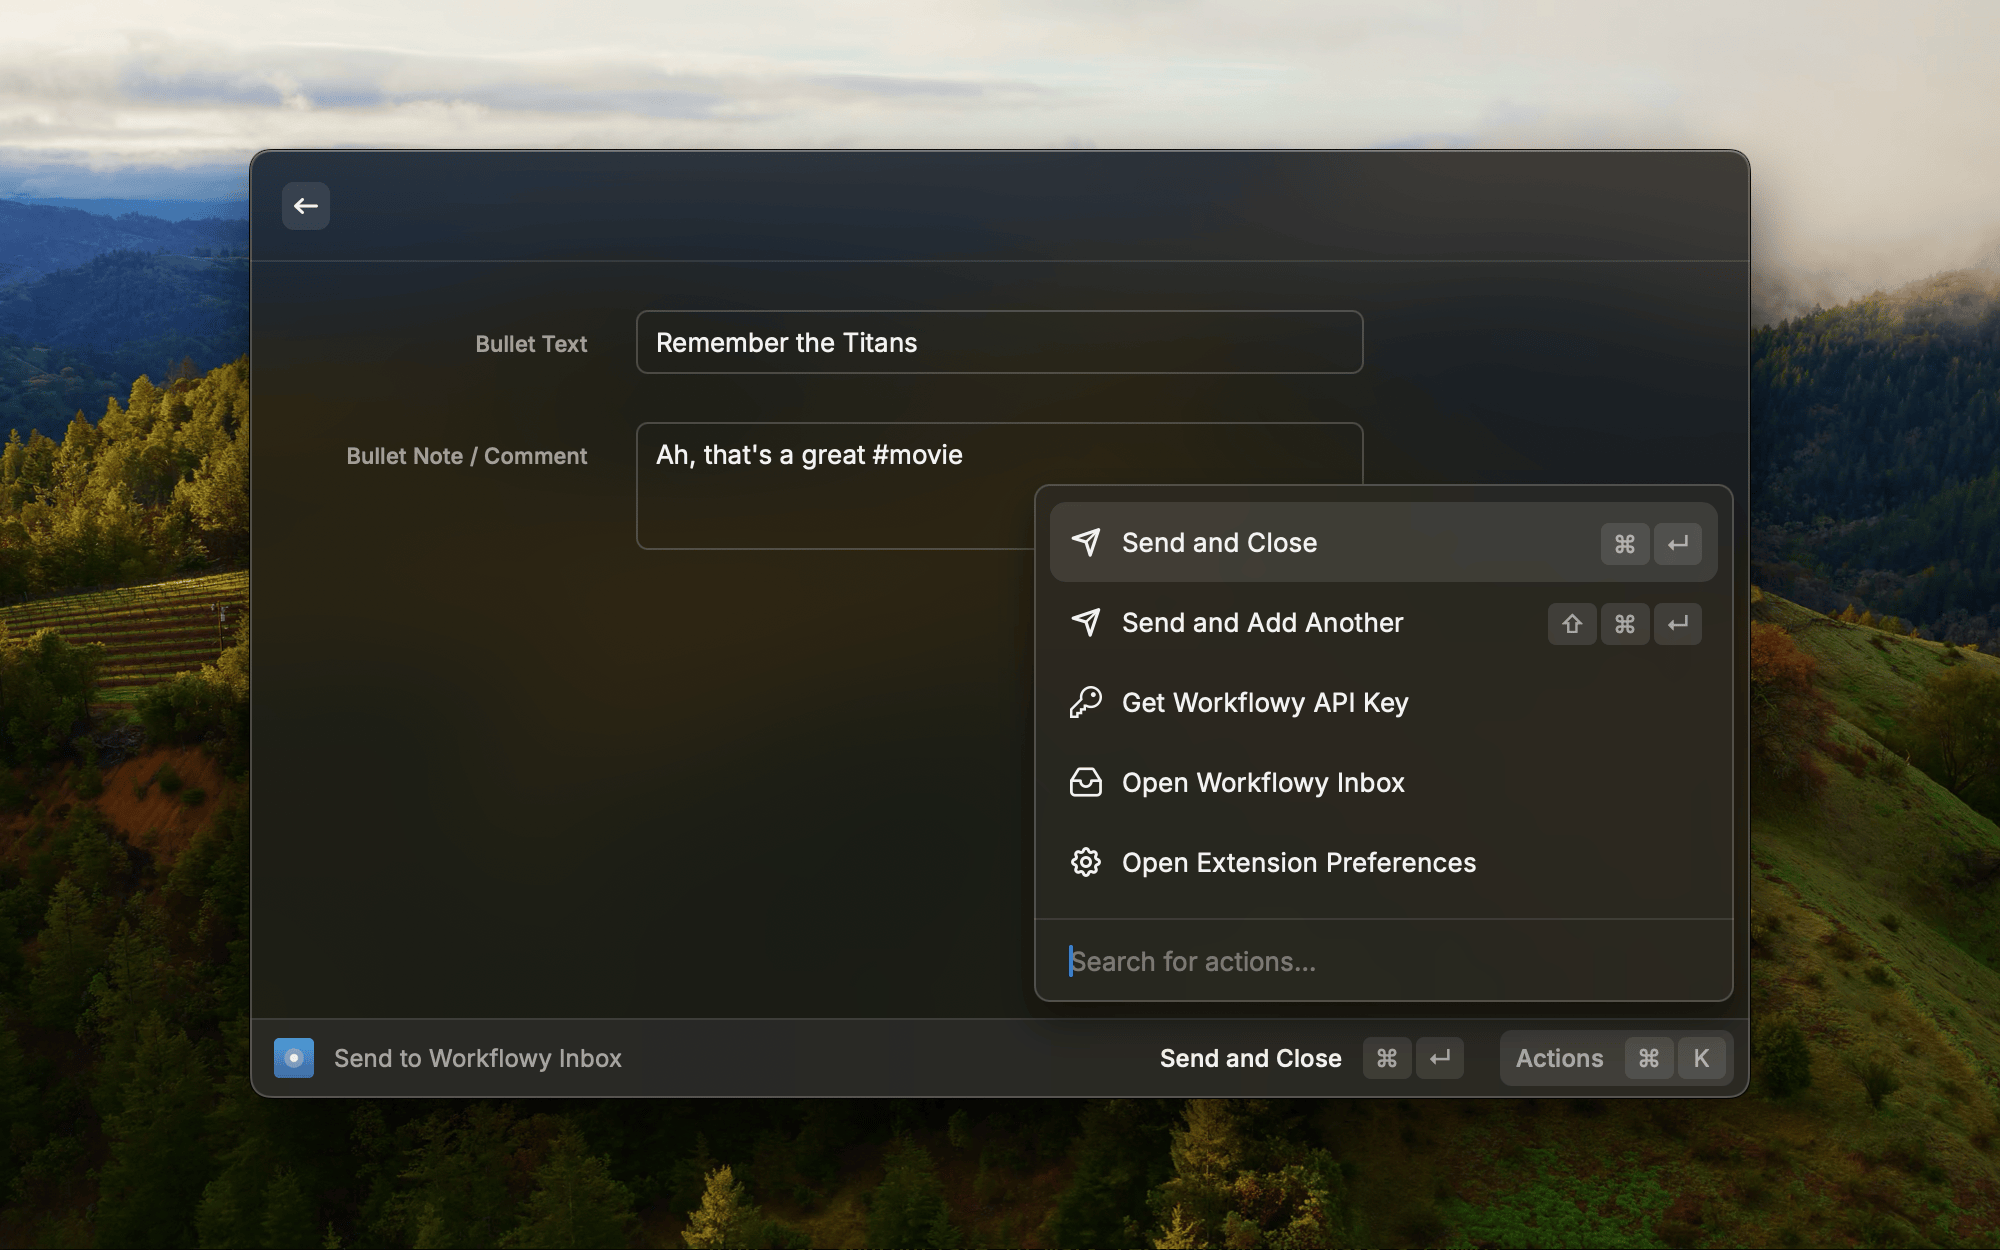 Bullet Text
Remember the Titans
Bullet Note / Comment
Ah, that's a great #movie
Send and Close ⌘ ↵
Send and Add Another ⇧ ⌘ ↵
Get Workflowy API Key
Open Workflowy Inbox
Open Extension Preferences
Search for actions...
Send to Workflowy Inbox
Send and Close ⌘ ↵
Actions ⌘ K